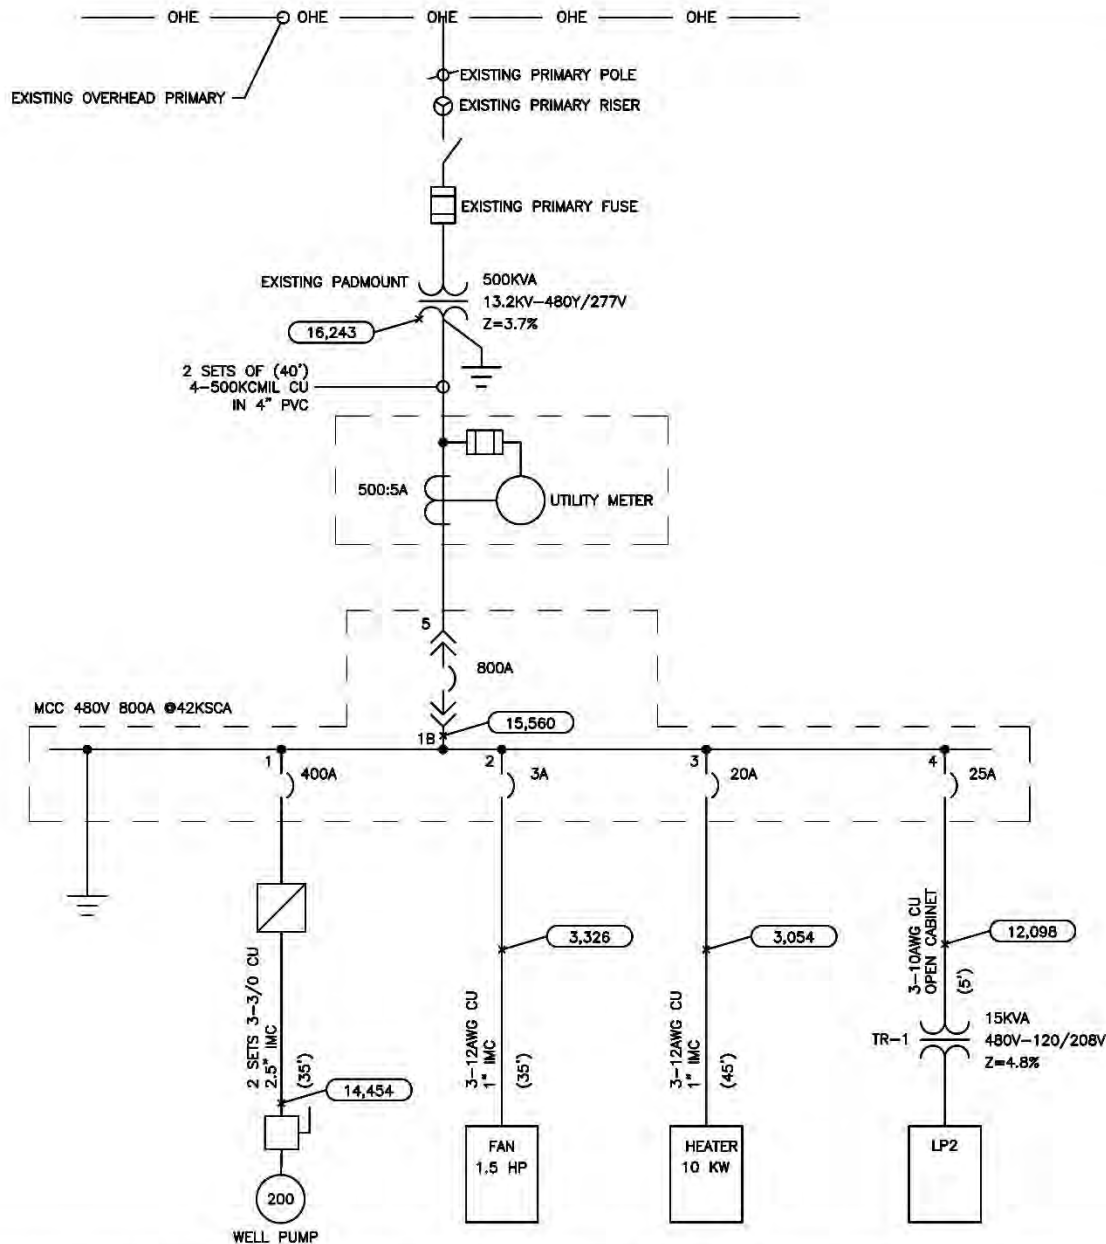 OHE OHE OHE OHE OHE
EXISTING OVERHEAD PRIMARY
EXISTING PRIMARY POLE
EXISTING PRIMARY RISER
EXISTING PRIMARY FUSE
EXISTING PADMOUNT
500KVA
13.2KV-480Y/277V
Z=3.7%
16,243
2 SETS OF (40')
4-500KCMIL CU
IN 4" PVC
500:5A
UTILITY METER
5
800A
MCC 480V 800A @42KSCA
15,560
1B
1
400A
2
3A
3
20A
4
25A
2 SETS 3-3/0 CU
2.5" IMC
(35')
14,454
200
WELL PUMP
3,326
3-12AWG CU
1" IMC
(35')
FAN
1.5 HP
3,054
3-12AWG CU
1" IMC
(45')
HEATER
10 KW
12,098
3-10AWG CU
OPEN CABINET
(5')
TR-1
15KVA
480V-120/208V
Z=4.8%
LP2